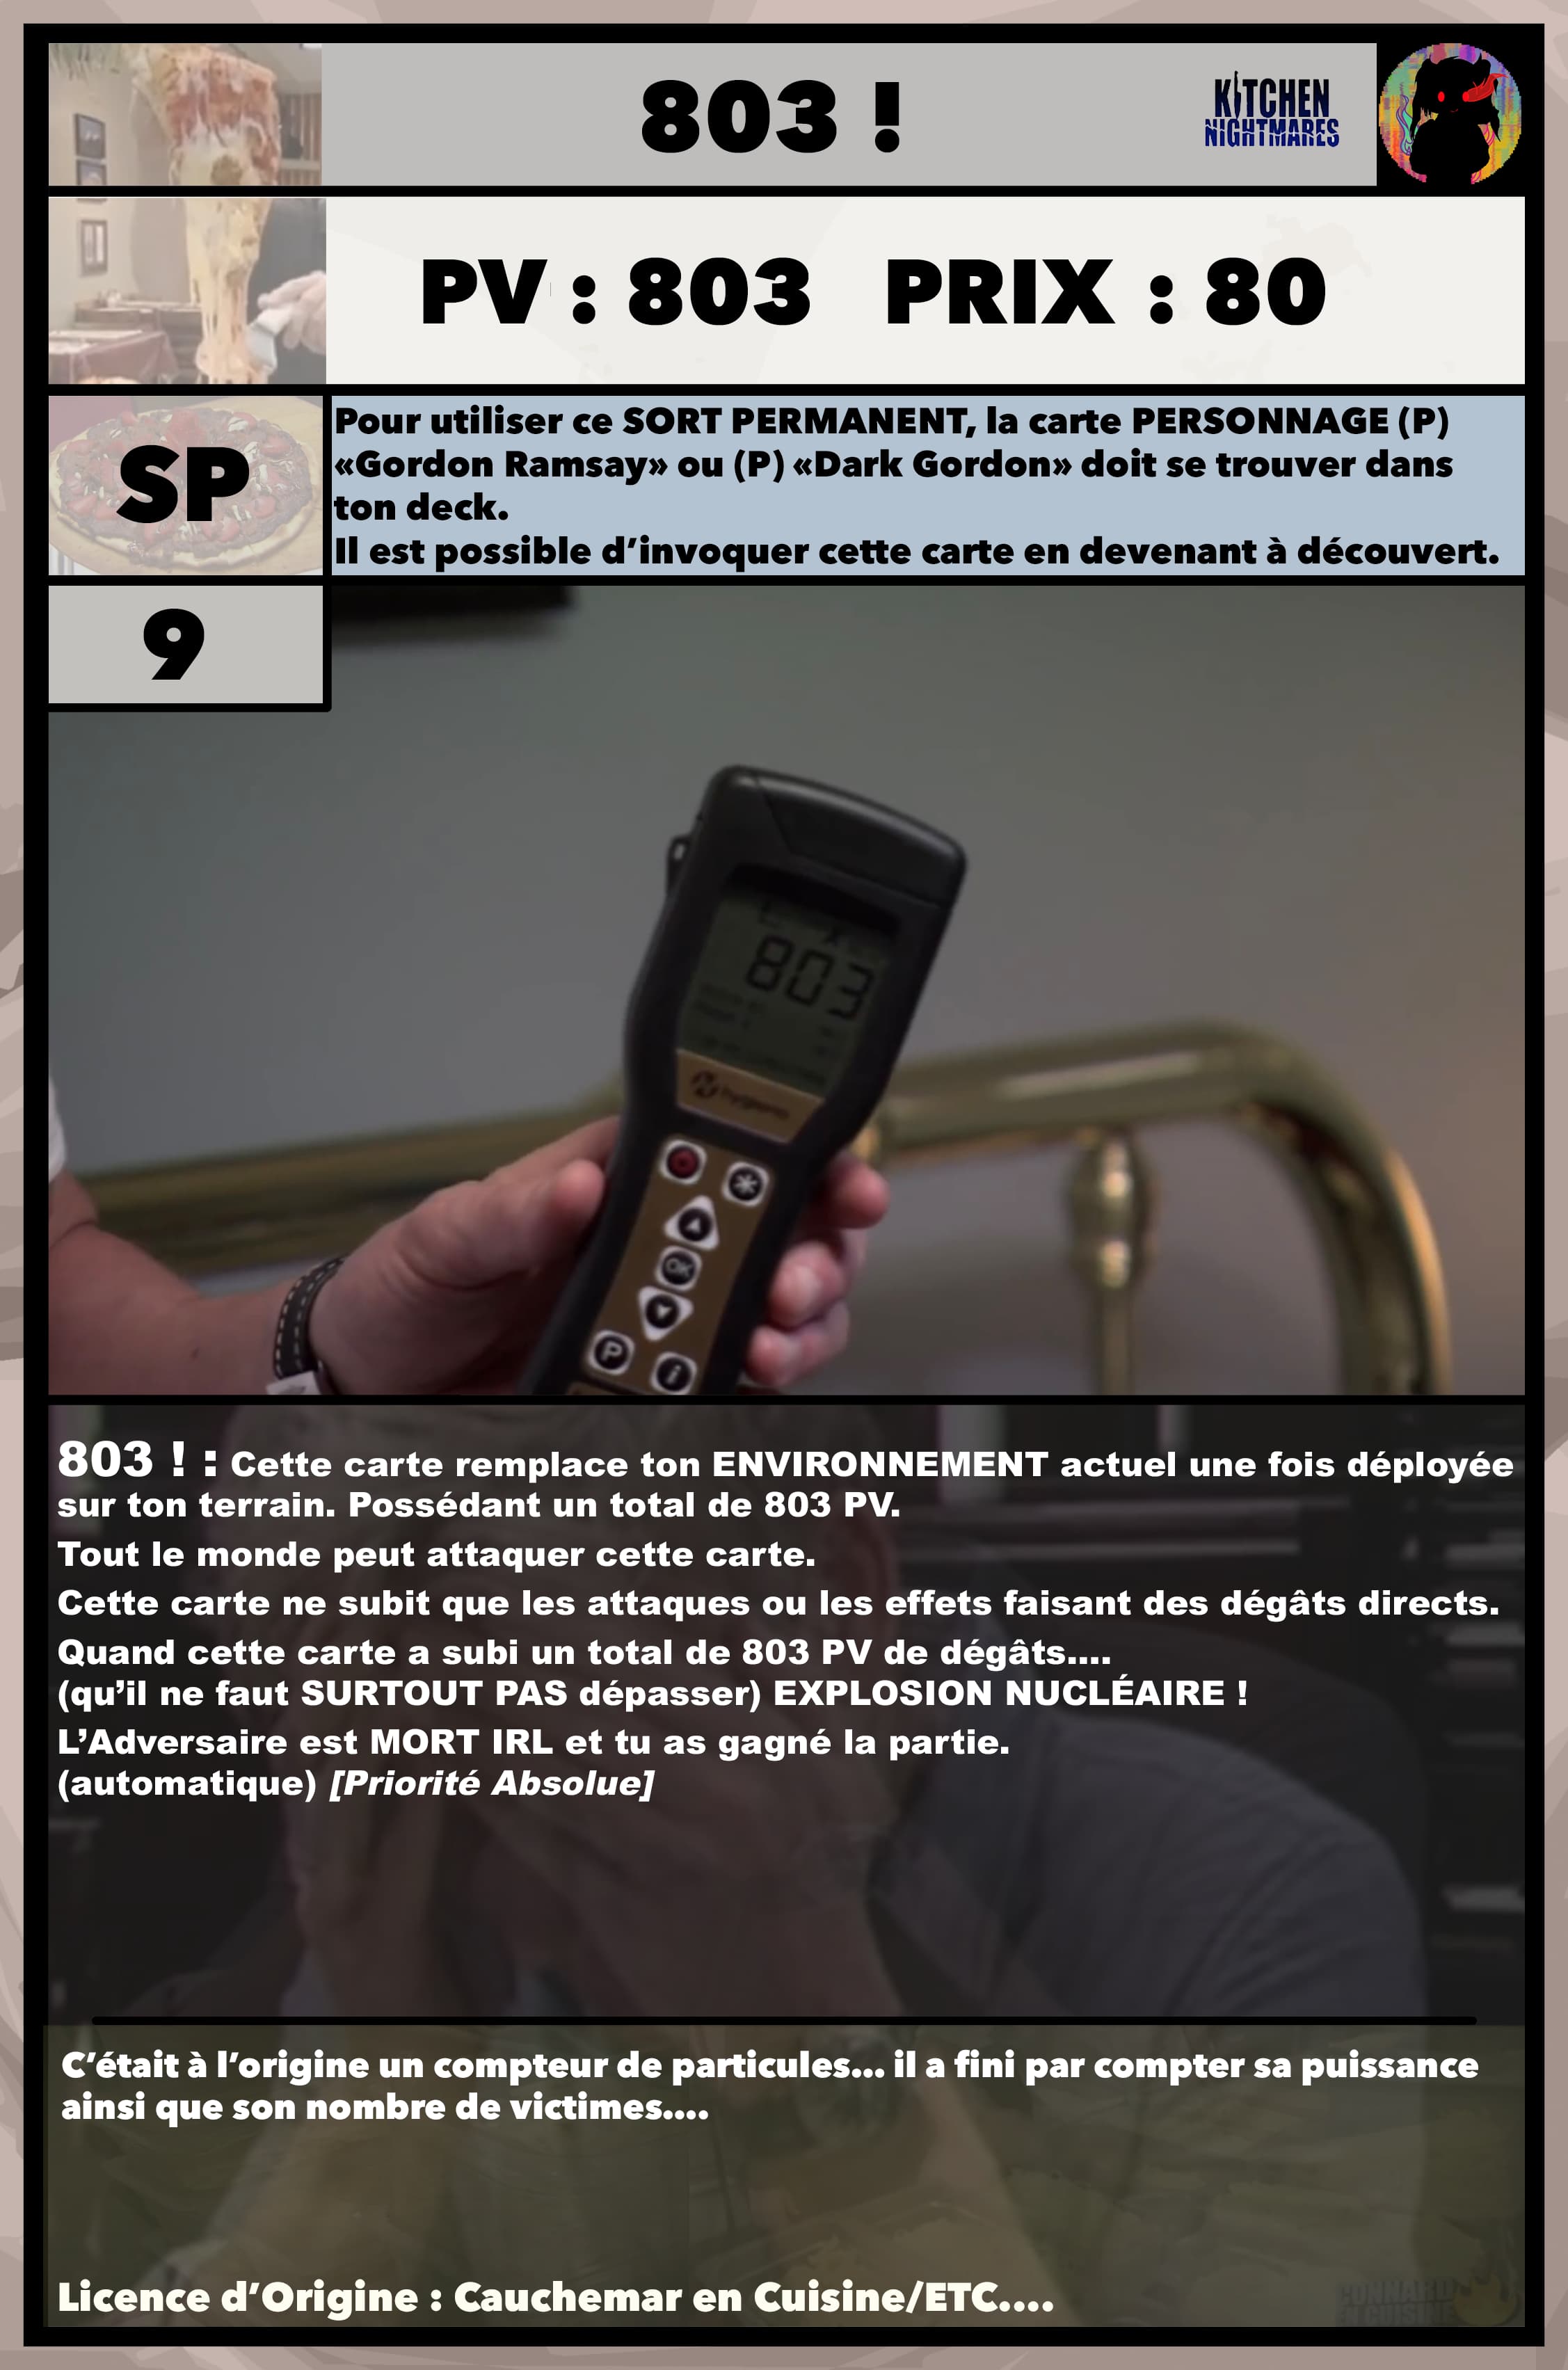 803 !
KITCHEN
NIGHTMARES
PV : 803 PRIX : 80
SP
Pour utiliser ce SORT PERMANENT, la carte PERSONNAGE (P)
«Gordon Ramsay» ou (P) «Dark Gordon» doit se trouver dans
ton deck.
Il est possible d’invoquer cette carte en devenant à découvert.
9
803
hygiena
OK
P
i
803 ! : Cette carte remplace ton ENVIRONNEMENT actuel une fois déployée
sur ton terrain. Possédant un total de 803 PV.
Tout le monde peut attaquer cette carte.
Cette carte ne subit que les attaques ou les effets faisant des dégâts directs.
Quand cette carte a subi un total de 803 PV de dégâts....
(qu’il ne faut SURTOUT PAS dépasser) EXPLOSION NUCLÉAIRE !
L’Adversaire est MORT IRL et tu as gagné la partie.
(automatique) [Priorité Absolue]
C’était à l’origine un compteur de particules... il a fini par compter sa puissance
ainsi que son nombre de victimes....
Licence d’Origine : Cauchemar en Cuisine/ETC....
CONNARD
EN CUISINE